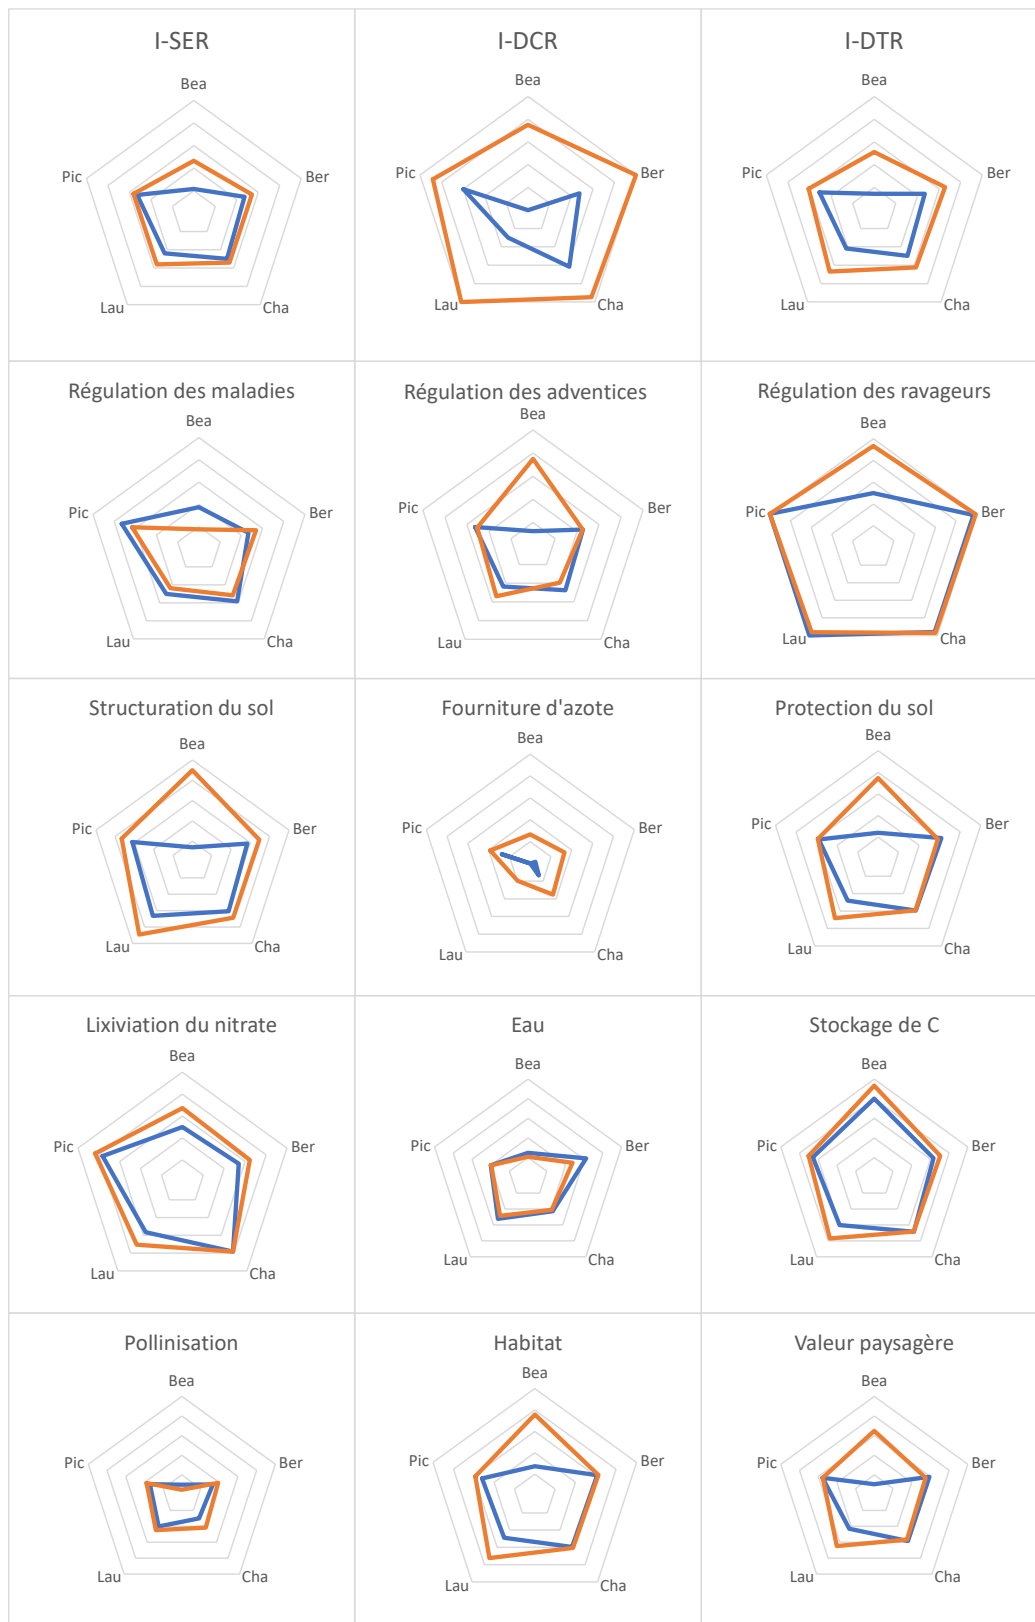 I-SER
Bea
Pic
Ber
Lau
Cha
I-DCR
Bea
Pic
Ber
Lau
Cha
I-DTR
Bea
Pic
Ber
Lau
Cha
Régulation des maladies
Bea
Pic
Ber
Lau
Cha
Régulation des adventices
Bea
Pic
Ber
Lau
Cha
Régulation des ravageurs
Bea
Pic
Ber
Lau
Cha
Structuration du sol
Bea
Pic
Ber
Lau
Cha
Fourniture d'azote
Bea
Pic
Ber
Lau
Cha
Protection du sol
Bea
Pic
Ber
Lau
Cha
Lixiviation du nitrate
Bea
Pic
Ber
Lau
Cha
Eau
Bea
Pic
Ber
Lau
Cha
Stockage de C
Bea
Pic
Ber
Lau
Cha
Pollinisation
Bea
Pic
Ber
Lau
Cha
Habitat
Bea
Pic
Ber
Lau
Cha
Valeur paysagère
Bea
Pic
Ber
Lau
Cha